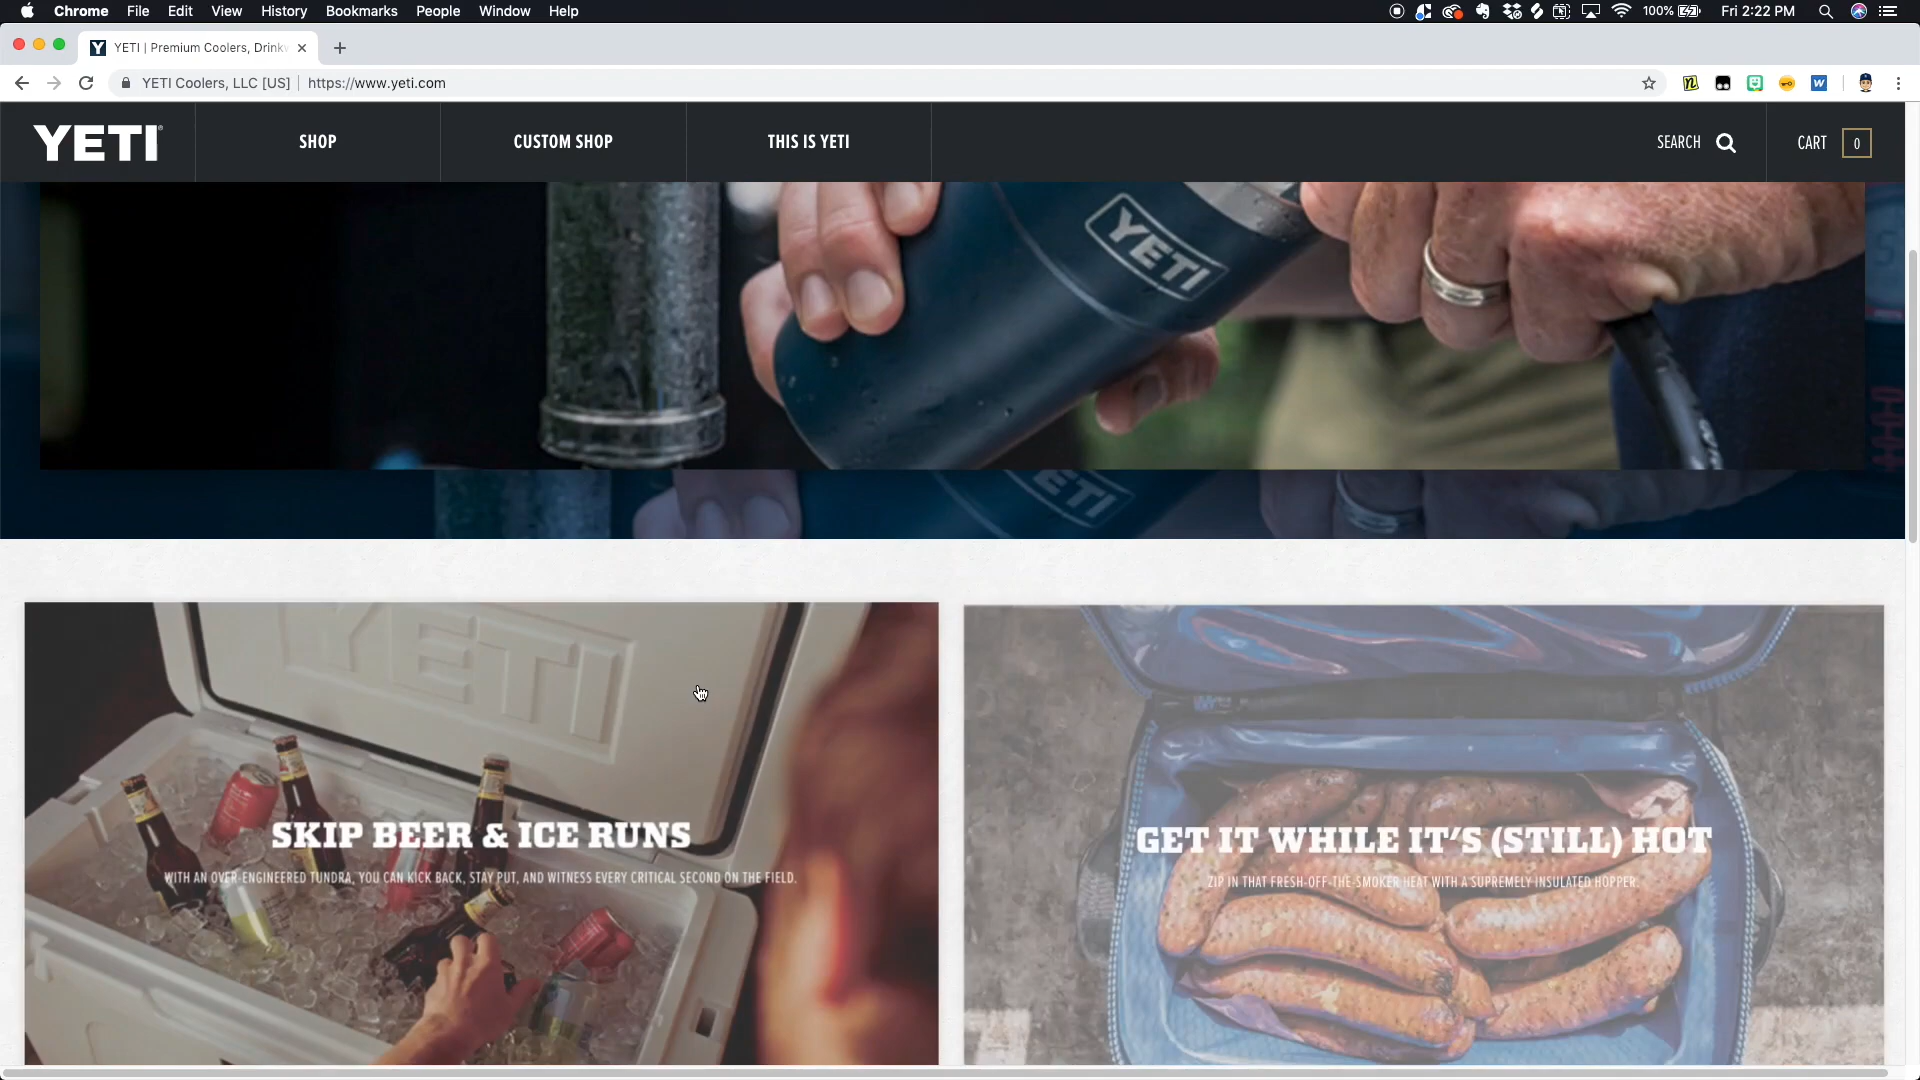 Chrome File Edit View History Bookmarks People Window Help
100% Fri 2:22 PM
YETI | Premium Coolers, Drinkw
YETI Coolers, LLC [US] https://www.yeti.com
YETI SHOP CUSTOM SHOP THIS IS YETI SEARCH CART 0
YETI
YETI
YETI
SKIP BEER & ICE RUNS
WITH AN OVER-ENGINEERED TUNDRA, YOU CAN KICK BACK, STAY PUT, AND WITNESS EVERY CRITICAL SECOND ON THE FIELD.
GET IT WHILE IT'S (STILL) HOT
ZIP IN THAT FRESH-OFF-THE-SMOKER HEAT WITH A SUPREMELY INSULATED HOPPER.